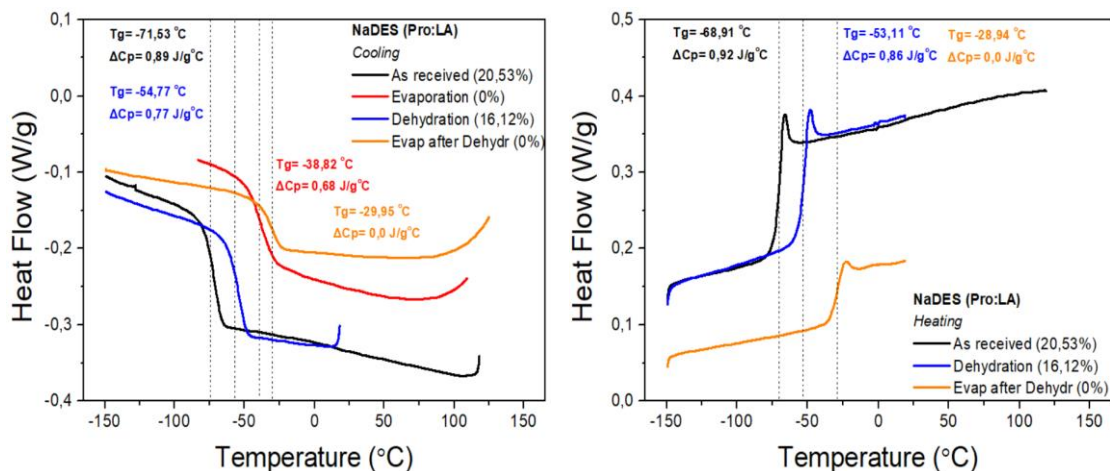 Tg= -71,53 °C
ΔCp= 0,89 J/g°C
Tg= -54,77 °C
ΔCp= 0,77 J/g°C
NaDES (Pro:LA)
Cooling
As received (20,53%)
Evaporation (0%)
Dehydration (16,12%)
Evap after Dehydr (0%)
Tg= -38,82 °C
ΔCp= 0,68 J/g°C
Tg= -29,95 °C
ΔCp= 0,0 J/g°C
Heat Flow (W/g)
0,1
0,0
-0,1
-0,2
-0,3
-0,4
-150 -100 -50 0 50 100 150
Temperature (°C)
Tg= -68,91 °C
ΔCp= 0,92 J/g°C
Tg= -53,11 °C
ΔCp= 0,86 J/g°C
Tg= -28,94 °C
ΔCp= 0,0 J/g°C
NaDES (Pro:LA)
Heating
As received (20,53%)
Dehydration (16,12%)
Evap after Dehydr (0%)
Heat Flow (W/g)
0,5
0,4
0,3
0,2
0,1
0,0
-150 -100 -50 0 50 100 150
Temperature (°C)